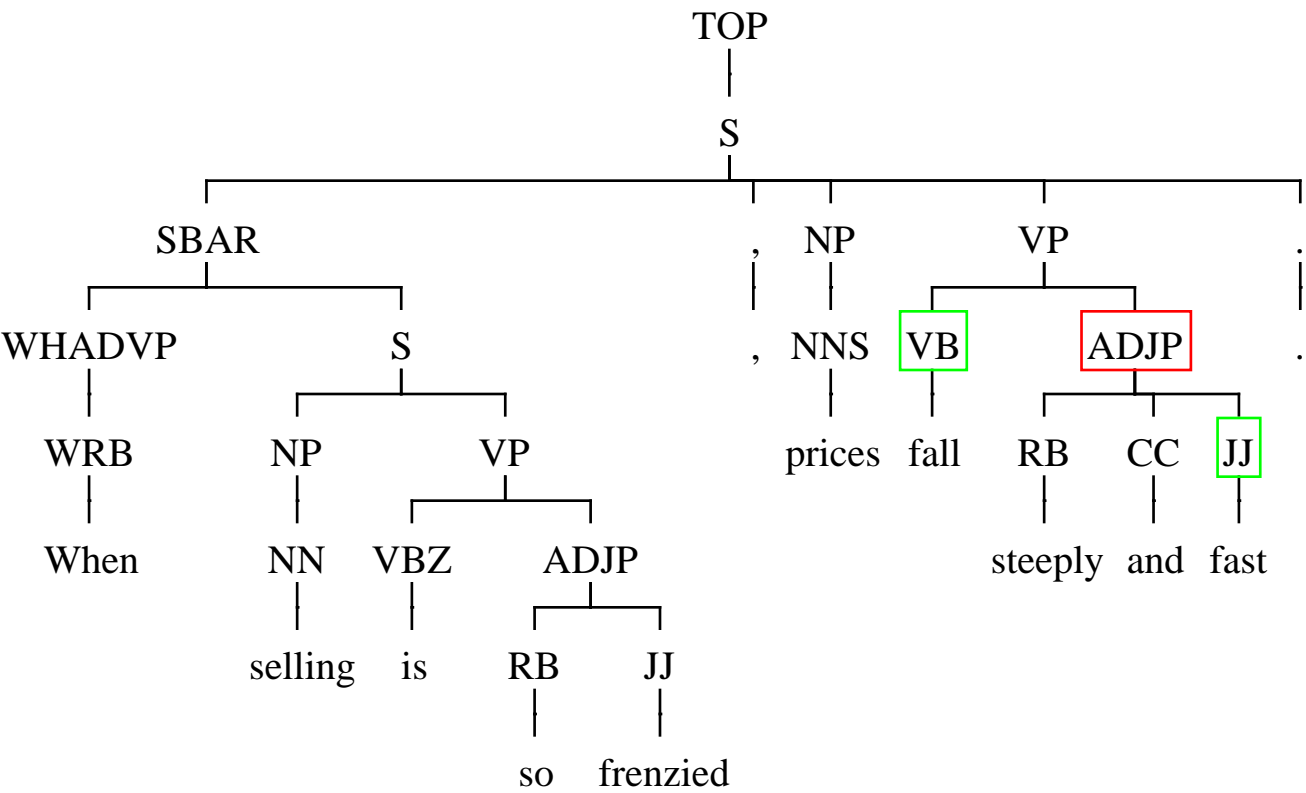 TOP
S
SBAR , NP VP .
WHADVP S , NNS VB ADJP .
WRB NP VP prices fall RB CC JJ
When NN VBZ ADJP steeply and fast
selling is RB JJ
so frenzied